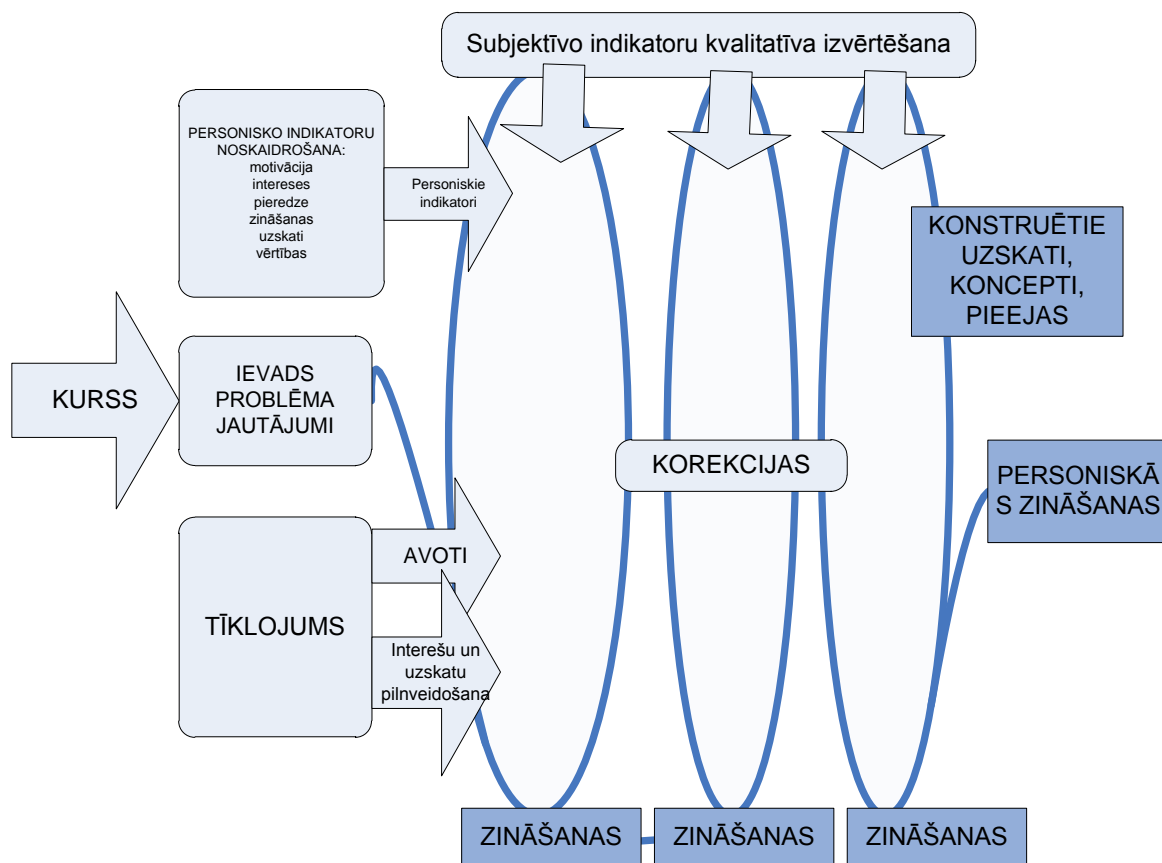 Subjektīvo indikatoru kvalitatīva izvērtēšana
PERSONISKO INDIKATORU
NOSKAIDROŠANA:
motivācija
intereses
pieredze
zināšanas
uzskati
vērtības
Personiskie
indikatori
KONSTRUĒTIE
UZSKATI,
KONCEPTI,
PIEEJAS
KURSS
IEVADS
PROBLĒMA
JAUTĀJUMI
KOREKCIJAS
PERSONISKĀ
S ZINĀŠANAS
TĪKLOJUMS
AVOTI
Interešu un
uzskatu
pilnveidošana
ZINĀŠANAS
ZINĀŠANAS
ZINĀŠANAS